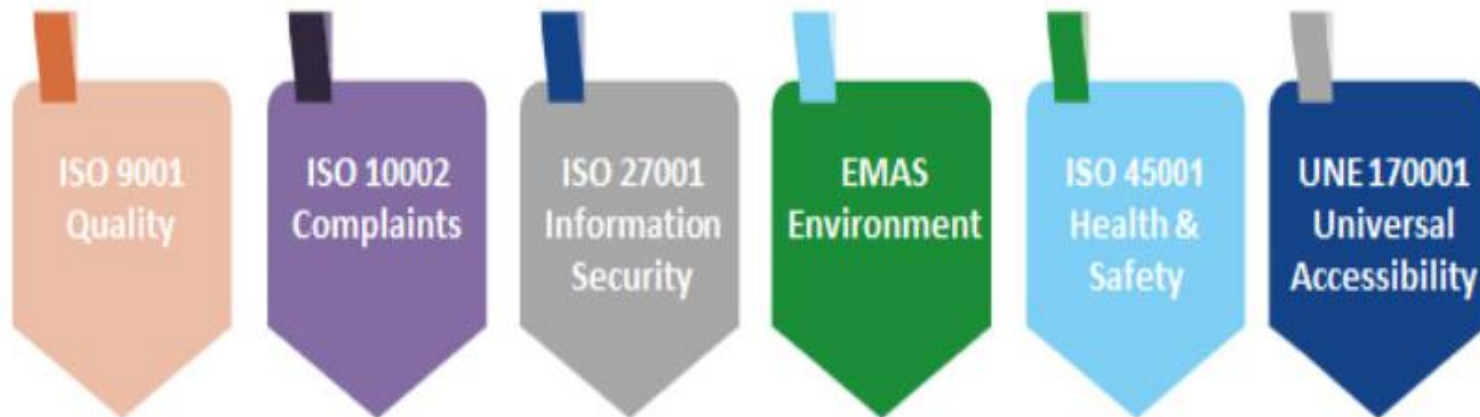 ISO 9001
Quality
ISO 10002
Complaints
ISO 27001
Information
Security
EMAS
Environment
ISO 45001
Health &
Safety
UNE 170001
Universal
Accessibility